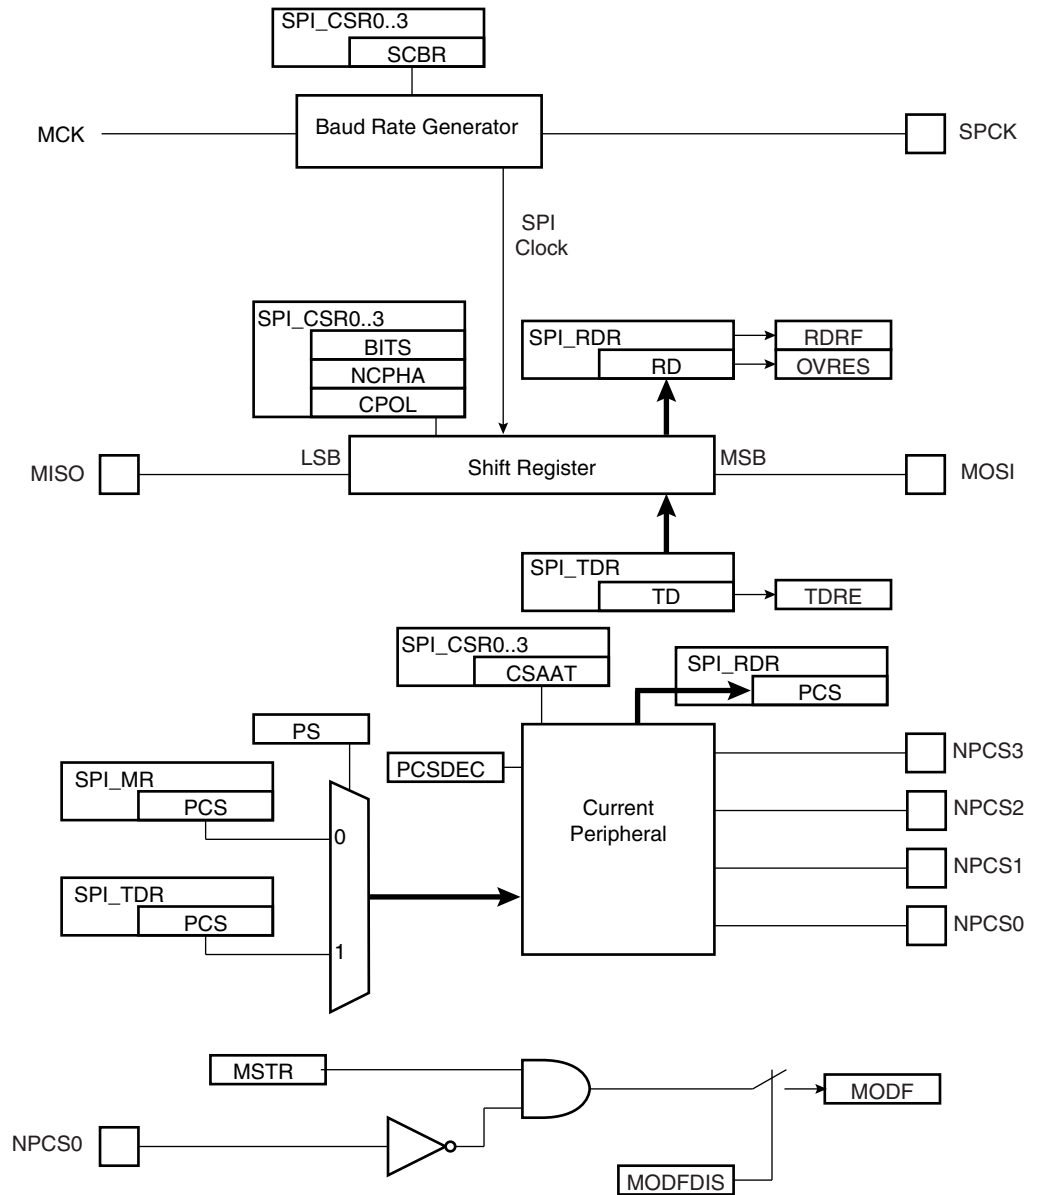 SPI_CSR0..3
SCBR
MCK
Baud Rate Generator
SPCK
SPI
Clock
SPI_CSR0..3
BITS
NCPHA
CPOL
SPI_RDR
RD
RDRF
OVRES
MISO
LSB
Shift Register
MSB
MOSI
SPI_TDR
TD
TDRE
SPI_CSR0..3
CSAAT
SPI_RDR
PCS
PS
PCSDEC
SPI_MR
PCS
0
Current
Peripheral
NPCS3
NPCS2
NPCS1
NPCS0
SPI_TDR
PCS
1
MSTR
MODF
NPCS0
MODFDIS